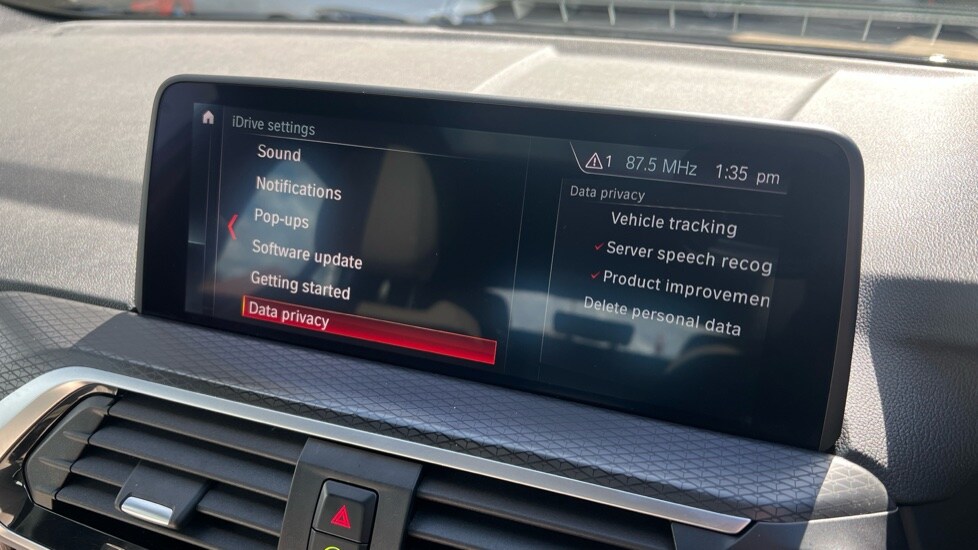 iDrive settings
Sound
Notifications
Pop-ups
Software update
Getting started
Data privacy
1 87.5 MHz 1:35 pm
Data privacy
Vehicle tracking
Server speech recog
Product improvemen
Delete personal data